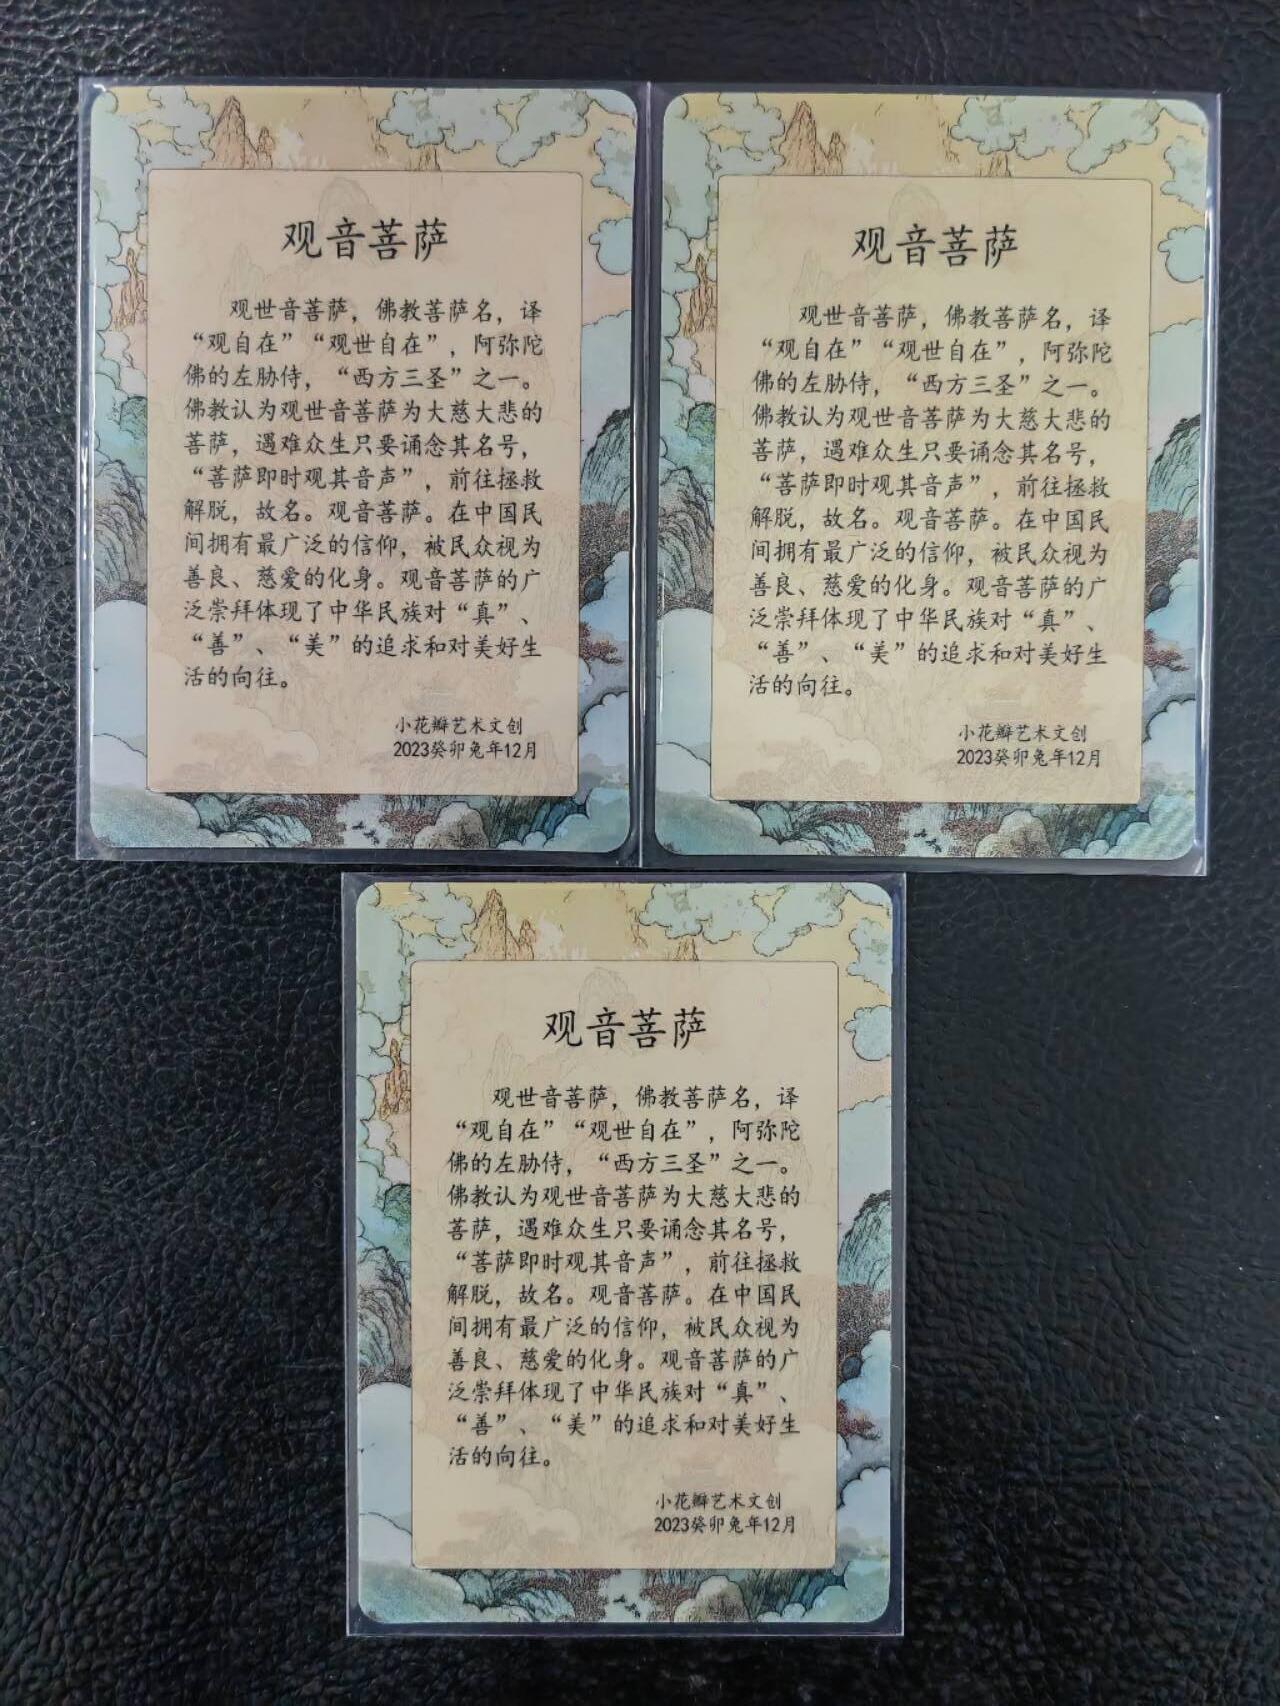 观音菩萨
观世音菩萨，佛教菩萨名，译
“观自在”“观世自在”，阿弥陀
佛的左胁侍，“西方三圣”之一。
佛教认为观世音菩萨为大慈大悲的
菩萨，遇难众生只要诵念其名号，
“菩萨即时观其音声”，前往拯救
解脱，故名。观音菩萨。在中国民
间拥有最广泛的信仰，被民众视为
善良、慈爱的化身。观音菩萨的广
泛崇拜体现了中华民族对“真”、
“善”、“美”的追求和对美好生
活的向往。
小花瓣艺术文创
2023癸卯兔年12月
观音菩萨
观世音菩萨，佛教菩萨名，译
“观自在”“观世自在”，阿弥陀
佛的左胁侍，“西方三圣”之一。
佛教认为观世音菩萨为大慈大悲的
菩萨，遇难众生只要诵念其名号，
“菩萨即时观其音声”，前往拯救
解脱，故名。观音菩萨。在中国民
间拥有最广泛的信仰，被民众视为
善良、慈爱的化身。观音菩萨的广
泛崇拜体现了中华民族对“真”、
“善”、“美”的追求和对美好生
活的向往。
小花瓣艺术文创
2023癸卯兔年12月
观音菩萨
观世音菩萨，佛教菩萨名，译
“观自在”“观世自在”，阿弥陀
佛的左胁侍，“西方三圣”之一。
佛教认为观世音菩萨为大慈大悲的
菩萨，遇难众生只要诵念其名号，
“菩萨即时观其音声”，前往拯救
解脱，故名。观音菩萨。在中国民
间拥有最广泛的信仰，被民众视为
善良、慈爱的化身。观音菩萨的广
泛崇拜体现了中华民族对“真”、
“善”、“美”的追求和对美好生
活的向往。
小花瓣艺术文创
2023癸卯兔年12月